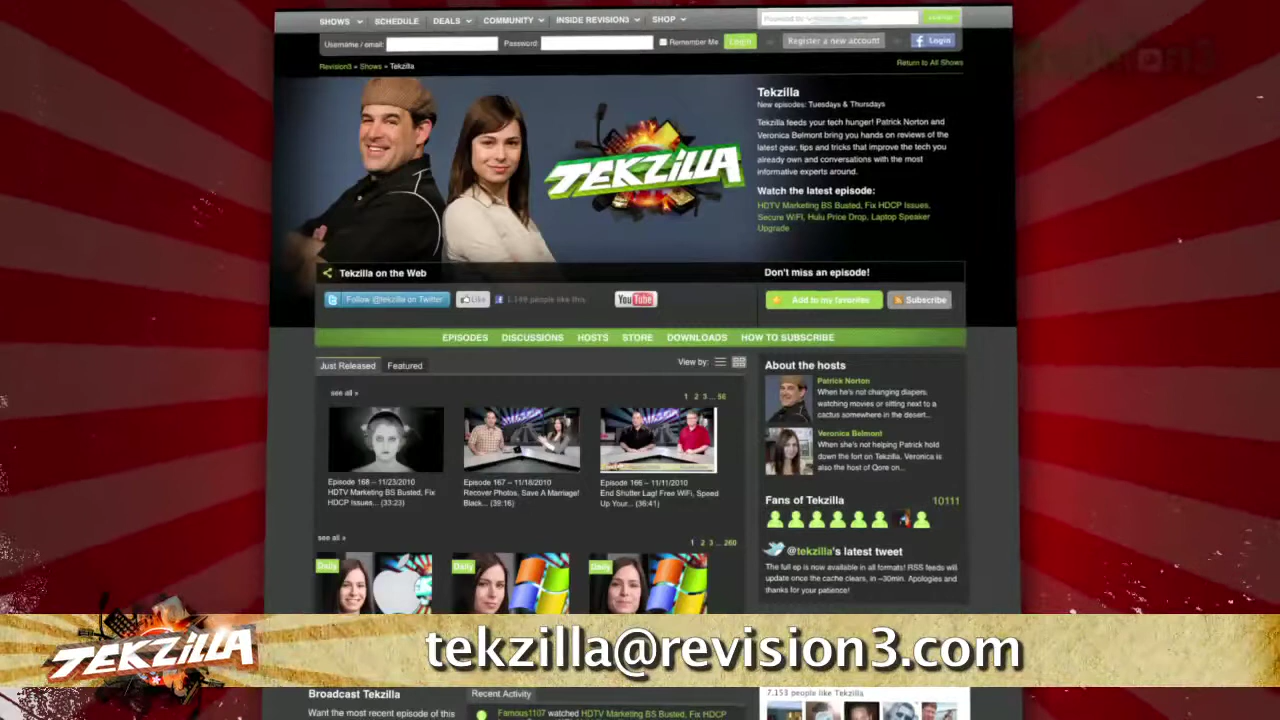 SHOWS SCHEDULE DEALS COMMUNITY INSIDE REVISION3 SHOP
Username / email: Password Remember Me Login Register a new account Login
Revision3 » Shows » Tekzilla
Return to All Shows
TEKZILLA
Tekzilla
New episodes: Tuesdays & Thursdays
Tekzilla feeds your tech hunger! Patrick Norton and
Veronica Belmont bring you hands on reviews of the
latest gear, tips and tricks that improve the tech you
already own and conversations with the most
informative experts around.
Watch the latest episode:
HDTV Marketing BS Busted, Fix HDCP Issues,
Secure WiFi, Hulu Price Drop, Laptop Speaker
Upgrade
Tekzilla on the Web
Don't miss an episode!
Follow @tekzilla on Twitter
Like
people like this
YouTube
Add to my favorites
Subscribe
EPISODES DISCUSSIONS HOSTS STORE DOWNLOADS HOW TO SUBSCRIBE
Just Released Featured
View by:
see all »
1 2 3 ... 56
Episode 168 – 11/23/2010
HDTV Marketing BS Busted, Fix
HDCP Issues... (33:23)
Episode 167 – 11/18/2010
Recover Photos, Save A Marriage!
Black... (39:16)
Episode 166 – 11/11/2010
End Shutter Lag! Free WiFi, Speed
Up Your... (36:41)
see all »
1 2 3 ... 260
Daily
Daily
Daily
About the hosts
Patrick Norton
When he's not changing diapers,
watching movies or sitting next to a
cactus somewhere in the desert...
Veronica Belmont
When she's not helping Patrick hold
down the fort on Tekzilla, Veronica is
also the host of Qore on...
Fans of Tekzilla 10111
@tekzilla's latest tweet
The full ep is now available in all formats! RSS feeds will
update once the cache clears, in ~30min. Apologies and
thanks for your patience!
TEKZILLA
tekzilla@revision3.com
Broadcast Tekzilla
Want the most recent episode of this
Recent Activity
Famous1107 watched HDTV Marketing BS Busted, Fix HDCP
7,153 people like Tekzilla